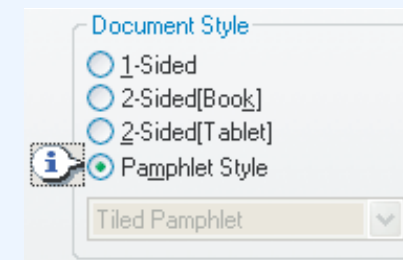 Document Style
1-Sided
2-Sided[Book]
2-Sided[Tablet]
Pamphlet Style
Tiled Pamphlet